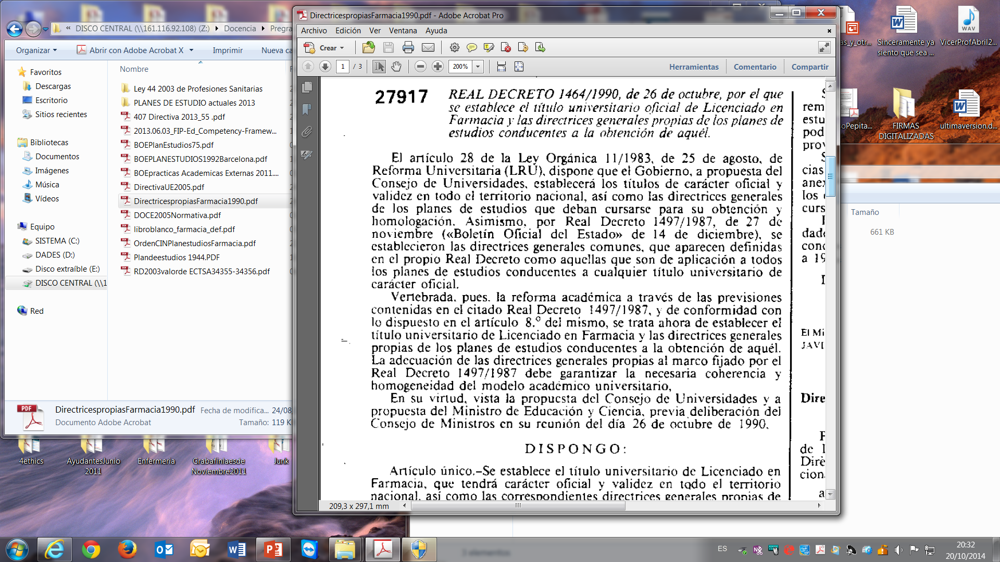 DISCO CENTRAL (\\161.116.92.108) (Z:)
Docencia
Organizar
Abrir con Adobe Acrobat X
Imprimir
Nueva ca
Nombre
Favoritos
Descargas
Escritorio
Sitios recientes
Bibliotecas
Documentos
Imágenes
Música
Vídeos
Equipo
SISTEMA (C:)
DADES (D:)
Disco extraíble (E:)
DISCO CENTRAL (\\1
Red
Ley 44 2003 de Profesiones Sanitarias
PLANES DE ESTUDIO actuales 2013
407 Directiva 2013_55 .pdf
2013.06.03_FIP-Ed_Competency-Framew...
BOEPlanEstudios75.pdf
BOEPLANESTUDIOS1992Barcelona.pdf
BOEpracticas Academicas Externas 2011....
DirectivaUE2005.pdf
DirectricespropiasFarmacia1990.pdf
DOCE2005Normativa.pdf
libroblanco_farmacia_def.pdf
OrdenCINPlanestudiosFarmacia.pdf
Plandeestudios 1944.PDF
RD2003valorde ECTSA34355-34356.pdf
DirectricespropiasFarmacia1990.pdf
Fecha de modifica... 24/08
Documento Adobe Acrobat
Tamaño: 119 K
DirectricespropiasFarmacia1990.pdf - Adobe Acrobat Pro
Archivo Edición Ver Ventana Ayuda
Crear
1 / 3
200%
Herramientas
Comentario
Compartir
27917
REAL DECRETO 1464/1990, de 26 de octubre, por el que
se establece el título universitario oficial de Licenciado en
Farmacia y las directrices generales propias de los planes de
estudios conducentes a la obtención de aquél.
El artículo 28 de la Ley Orgánica 11/1983, de 25 de agosto, de
Reforma Universitaria (LRU), dispone que el Gobierno, a propuesta del
Consejo de Universidades, establecerá los títulos de carácter oficial y
validez en todo el territorio nacional, así como las directrices generales
de los planes de estudios que deban cursarse para su obtención y
homologación. Asimismo, por Real Decreto 1497/1987, de 27 de
noviembre («Boletín Oficial del Estado» de 14 de diciembre), se
establecieron las directrices generales comunes, que aparecen definidas
en el propio Real Decreto como aquellas que son de aplicación a todos
los planes de estudios conducentes a cualquier título universitario de
carácter oficial.
Vertebrada, pues, la reforma académica a través de las previsiones
contenidas en el citado Real Decreto 1497/1987, y de conformidad con
lo dispuesto en el artículo 8.º del mismo, se trata ahora de establecer el
título universitario de Licenciado en Farmacia y las directrices generales
propias de los planes de estudios conducentes a la obtención de aquél.
La adecuación de las directrices generales propias al marco fijado por el
Real Decreto 1497/1987 debe garantizar la necesaria coherencia y
homogeneidad del modelo académico universitario,
En su virtud, vista la propuesta del Consejo de Universidades y a
propuesta del Ministro de Educación y Ciencia, previa deliberación del
Consejo de Ministros en su reunión del día 26 de octubre de 1990,
DISPONGO:
Artículo único.–Se establece el título universitario de Licenciado en
Farmacia, que tendrá carácter oficial y validez en todo el territorio
nacional, así como las correspondientes directrices generales propias de
rem
estu
pod
prov
cias
anex
los
curs
dade
conc
a 19
El Mi
JAVI
Dire
de
Dire
cion
209,3 x 297,1 mm
as_y_otr...
Sinceramente ya
siento que sea ...
VicerProfAbril2...
oPepita...
FIRMAS
DIGITALIZADAS
ultimaversion.d...
Tamaño
661 KB
4ethics
AyudantesJunio
2011
Enfermeria
Grabafinlaesde
Noviembre2011
Junk
3 elementos
ES
20:32
20/10/2014